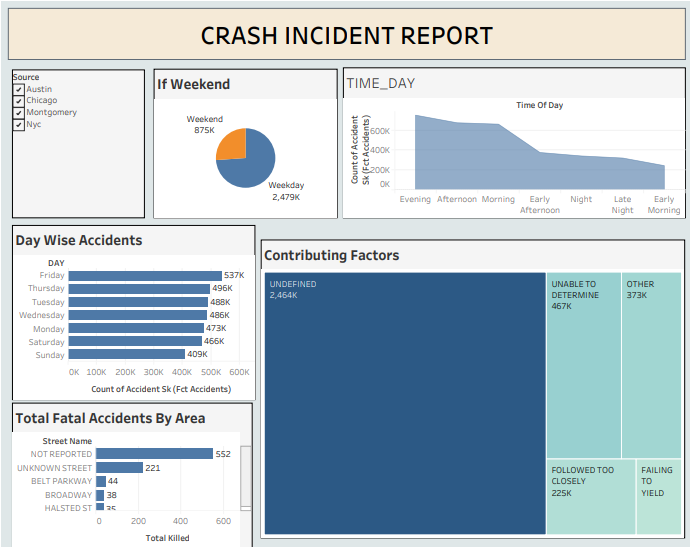 CRASH INCIDENT REPORT
Source
Austin
Chicago
Montgomery
Nyc
If Weekend
Weekend
875K
Weekday
2,479K
TIME_DAY
Time Of Day
Count of Accident
Sk (Fct Accidents)
600K
400K
200K
0K
Evening
Afternoon
Morning
Early
Afternoon
Night
Late
Night
Early
Morning
Day Wise Accidents
DAY
Friday 537K
Thursday 496K
Tuesday 488K
Wednesday 486K
Monday 473K
Saturday 466K
Sunday 409K
0K 100K 200K 300K 400K 500K 600K
Count of Accident Sk (Fct Accidents)
Contributing Factors
UNDEFINED
2,464K
UNABLE TO
DETERMINE
467K
OTHER
373K
FOLLOWED TOO
CLOSELY
225K
FAILING
TO
YIELD
Total Fatal Accidents By Area
Street Name
NOT REPORTED 552
UNKNOWN STREET 221
BELT PARKWAY 44
BROADWAY 38
HALSTED ST 35
0 200 400 600
Total Killed